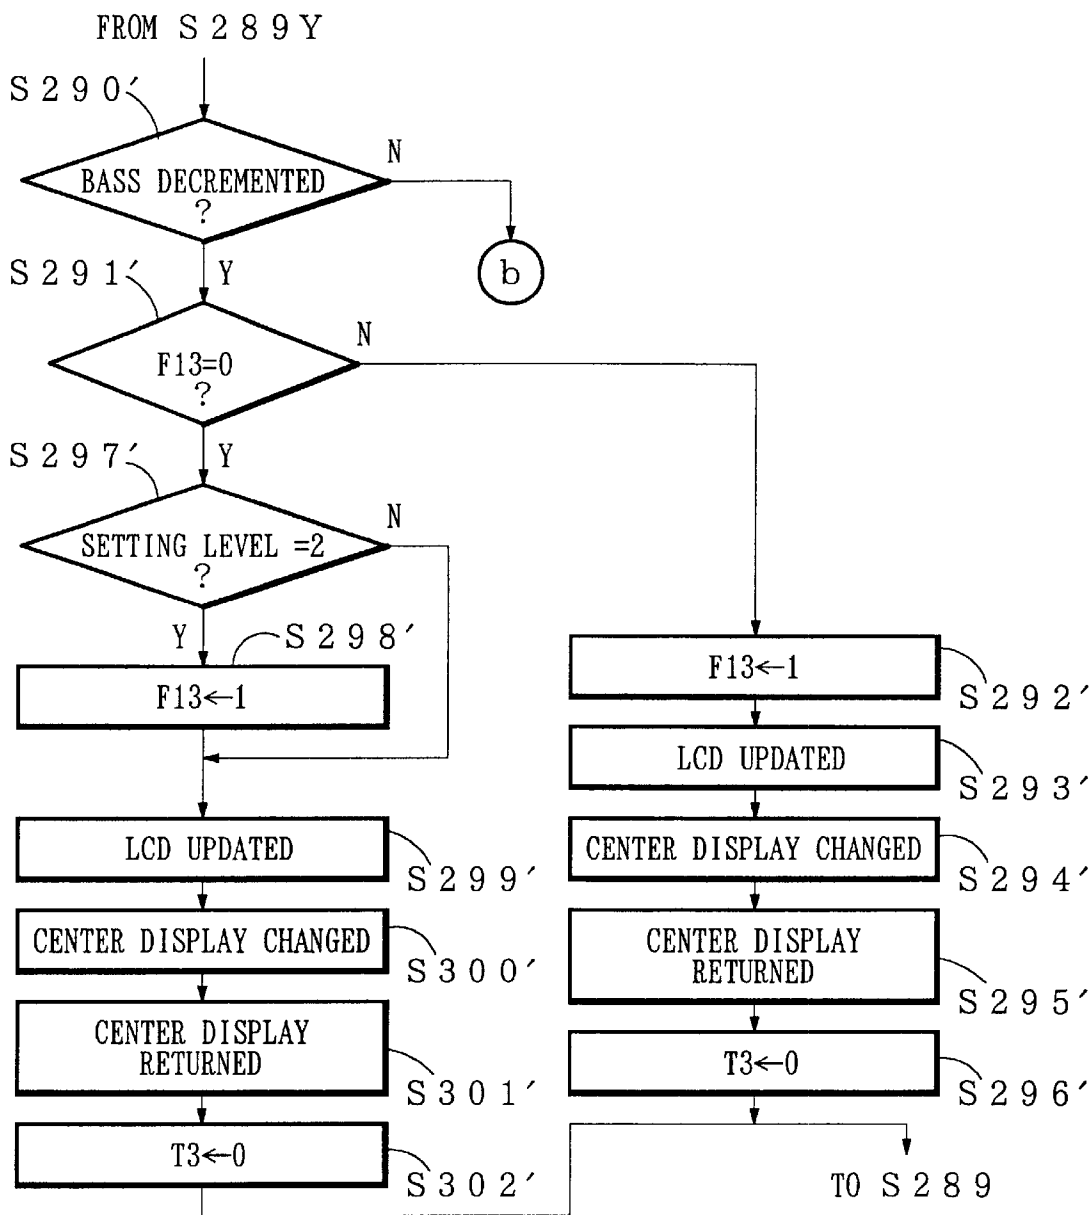 FROM S289Y
S290′
BASS DECREMENTED
?
N
b
Y
S291′
F13=0
?
N
Y
S297′
SETTING LEVEL =2
?
N
Y
S298′
F13←1
LCD UPDATED
S299′
CENTER DISPLAY CHANGED
S300′
CENTER DISPLAY
RETURNED
S301′
T3←0
S302′
F13←1
S292′
LCD UPDATED
S293′
CENTER DISPLAY CHANGED
S294′
CENTER DISPLAY
RETURNED
S295′
T3←0
S296′
TO S289